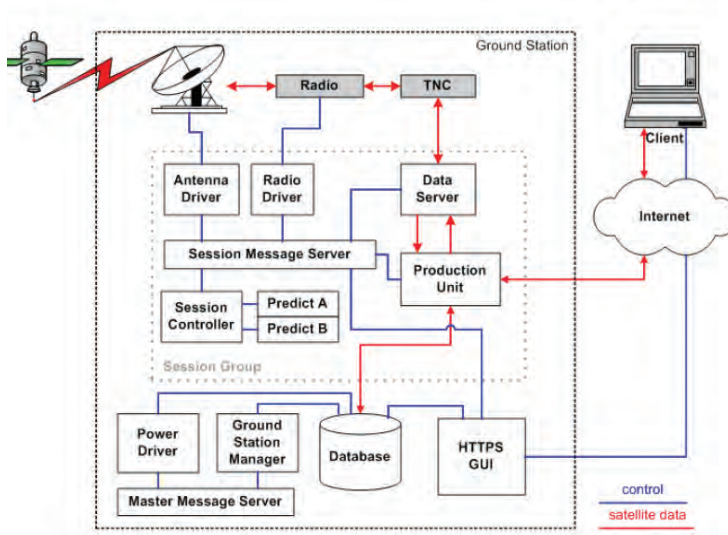 Ground Station
Radio
TNC
Client
Antenna
Driver
Radio
Driver
Data
Server
Internet
Session Message Server
Production
Unit
Session
Controller
Predict A
Predict B
Session Group
Power
Driver
Ground
Station
Manager
Database
HTTPS
GUI
Master Message Server
control
satellite data